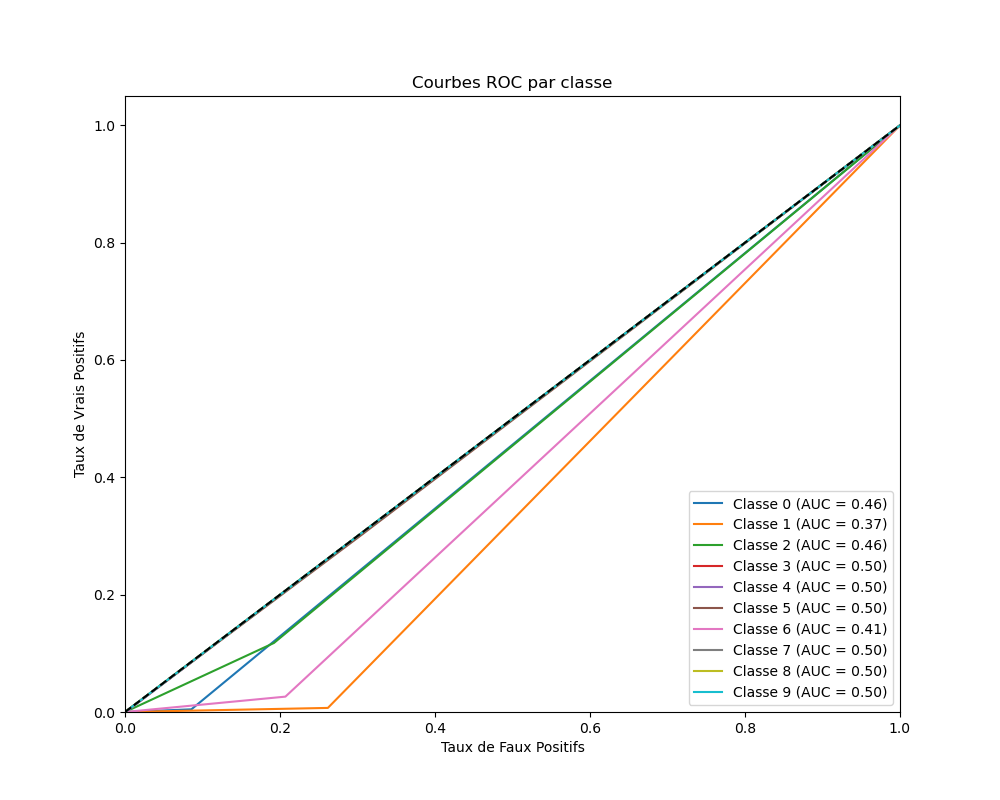 Courbes ROC par classe
Taux de Vrais Positifs
1.0
0.8
0.6
0.4
0.2
0.0
Classe 0 (AUC = 0.46)
Classe 1 (AUC = 0.37)
Classe 2 (AUC = 0.46)
Classe 3 (AUC = 0.50)
Classe 4 (AUC = 0.50)
Classe 5 (AUC = 0.50)
Classe 6 (AUC = 0.41)
Classe 7 (AUC = 0.50)
Classe 8 (AUC = 0.50)
Classe 9 (AUC = 0.50)
0.0 0.2 0.4 0.6 0.8 1.0
Taux de Faux Positifs